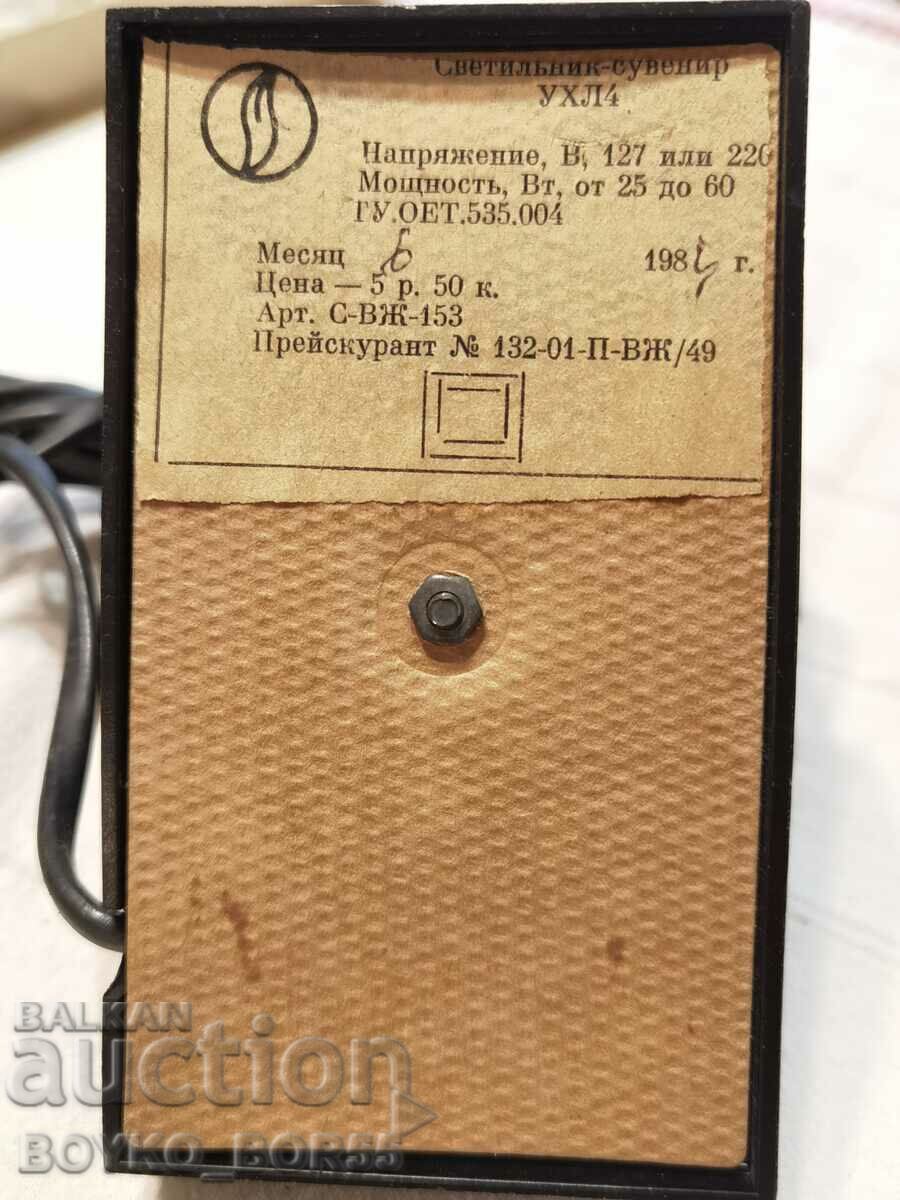 Светильник-сувенир
УХЛ4
Напряжение, В, 127 или 220
Мощность, Вт, от 25 до 60
ТУ.ОЕТ.535.004
Месяц 6 198 г.
Цена — 5 р. 50 к.
Арт. С-ВЖ-153
Прейскурант № 132-01-П-ВЖ/49
BALKAN
auction
BOYKO_BOR55